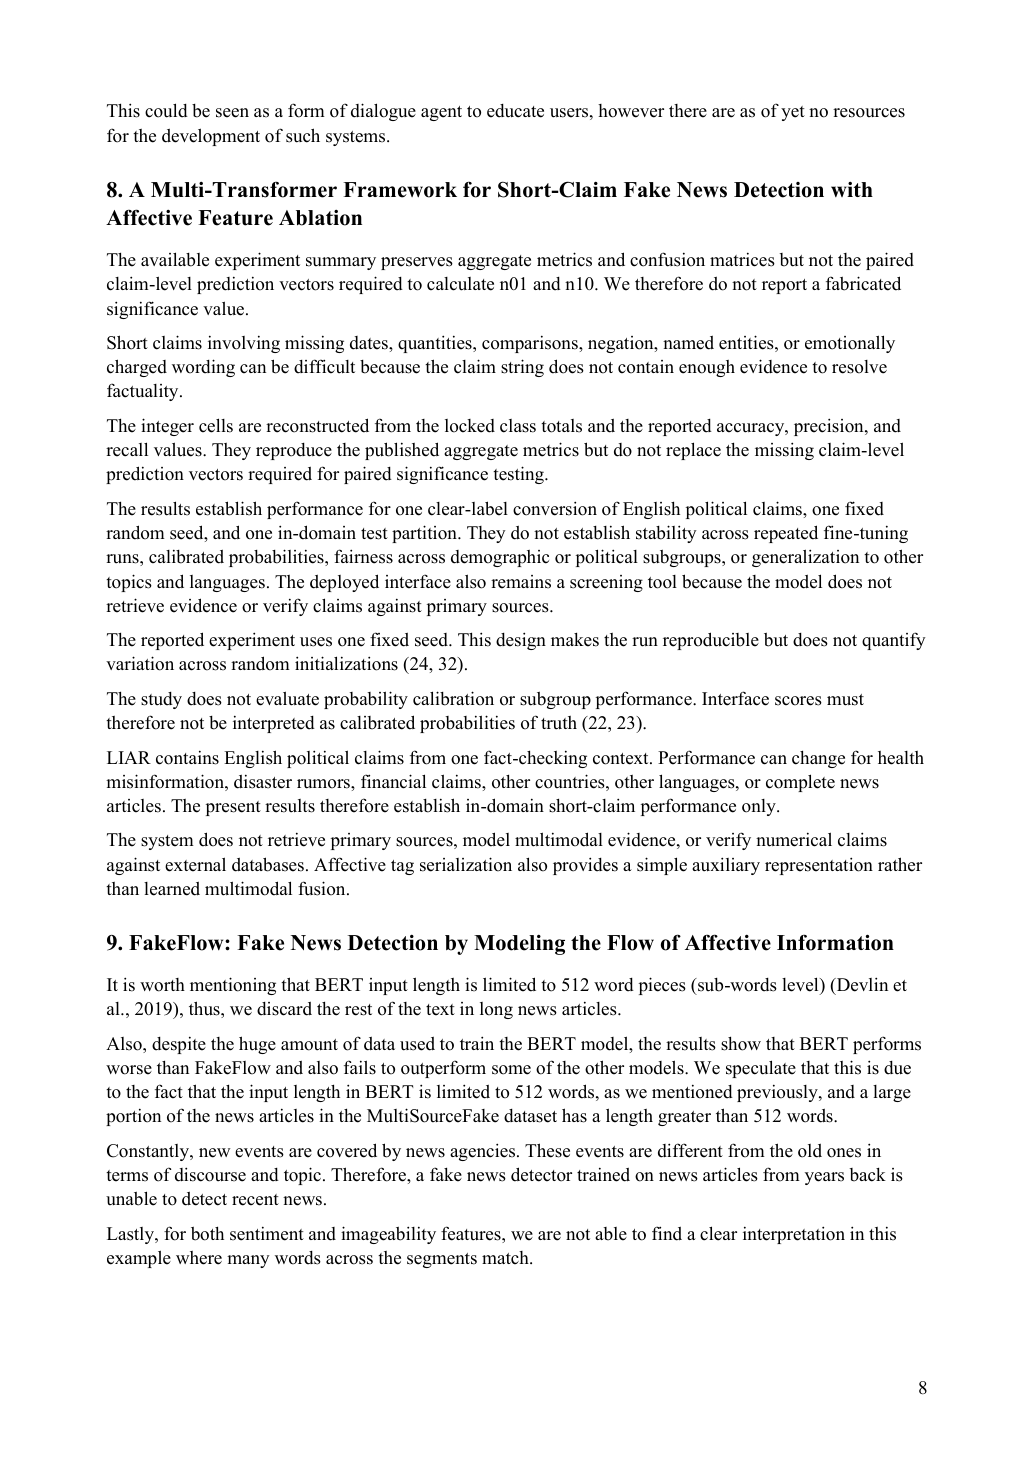 This could be seen as a form of dialogue agent to educate users, however there are as of yet no resources
for the development of such systems.
8. A Multi-Transformer Framework for Short-Claim Fake News Detection with
Affective Feature Ablation
The available experiment summary preserves aggregate metrics and confusion matrices but not the paired
claim-level prediction vectors required to calculate n01 and n10. We therefore do not report a fabricated
significance value.
Short claims involving missing dates, quantities, comparisons, negation, named entities, or emotionally
charged wording can be difficult because the claim string does not contain enough evidence to resolve
factuality.
The integer cells are reconstructed from the locked class totals and the reported accuracy, precision, and
recall values. They reproduce the published aggregate metrics but do not replace the missing claim-level
prediction vectors required for paired significance testing.
The results establish performance for one clear-label conversion of English political claims, one fixed
random seed, and one in-domain test partition. They do not establish stability across repeated fine-tuning
runs, calibrated probabilities, fairness across demographic or political subgroups, or generalization to other
topics and languages. The deployed interface also remains a screening tool because the model does not
retrieve evidence or verify claims against primary sources.
The reported experiment uses one fixed seed. This design makes the run reproducible but does not quantify
variation across random initializations (24, 32).
The study does not evaluate probability calibration or subgroup performance. Interface scores must
therefore not be interpreted as calibrated probabilities of truth (22, 23).
LIAR contains English political claims from one fact-checking context. Performance can change for health
misinformation, disaster rumors, financial claims, other countries, other languages, or complete news
articles. The present results therefore establish in-domain short-claim performance only.
The system does not retrieve primary sources, model multimodal evidence, or verify numerical claims
against external databases. Affective tag serialization also provides a simple auxiliary representation rather
than learned multimodal fusion.
9. FakeFlow: Fake News Detection by Modeling the Flow of Affective Information
It is worth mentioning that BERT input length is limited to 512 word pieces (sub-words level) (Devlin et
al., 2019), thus, we discard the rest of the text in long news articles.
Also, despite the huge amount of data used to train the BERT model, the results show that BERT performs
worse than FakeFlow and also fails to outperform some of the other models. We speculate that this is due
to the fact that the input length in BERT is limited to 512 words, as we mentioned previously, and a large
portion of the news articles in the MultiSourceFake dataset has a length greater than 512 words.
Constantly, new events are covered by news agencies. These events are different from the old ones in
terms of discourse and topic. Therefore, a fake news detector trained on news articles from years back is
unable to detect recent news.
Lastly, for both sentiment and imageability features, we are not able to find a clear interpretation in this
example where many words across the segments match.
8